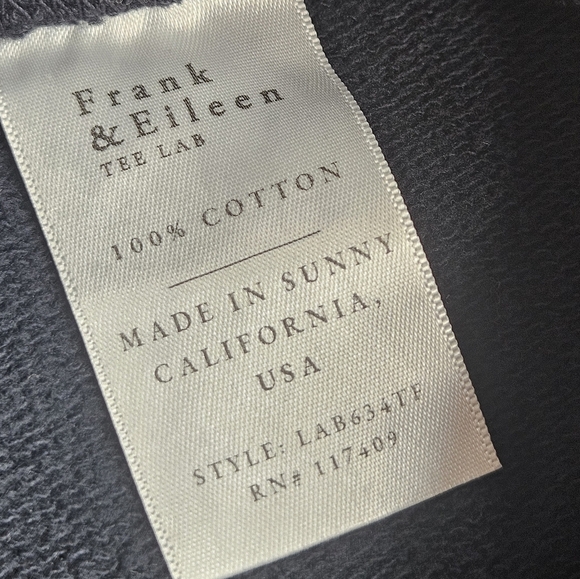 Frank
&Eileen
TEE LAB
100% COTTON
MADE IN SUNNY
CALIFORNIA,
USA
STYLE: LAB634TF
RN# 117409